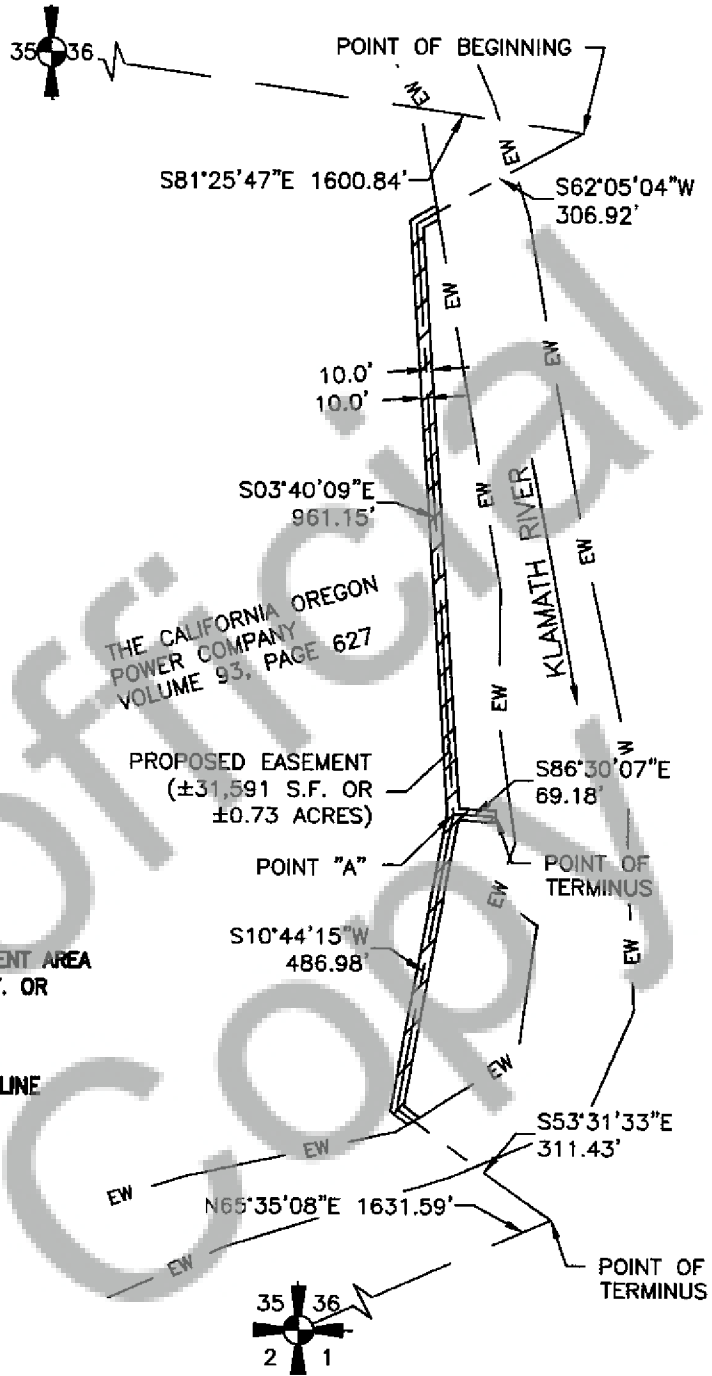 35 36
POINT OF BEGINNING
EW
EW
S81°25'47"E 1600.84'
S62°05'04"W
306.92'
EW
EW
10.0'
10.0'
S03°40'09"E
961.15'
EW
EW
KLAMATH RIVER
THE CALIFORNIA OREGON
POWER COMPANY
VOLUME 93, PAGE 627
EW
W
PROPOSED EASEMENT
(±31,591 S.F. OR
±0.73 ACRES)
S86°30'07"E
69.18'
POINT "A"
POINT OF
TERMINUS
EW
S10°44'15"W
486.98'
EW
ENT AREA
F. OR
LINE
EW
S53°31'33"E
311.43'
EW
EW
N65°35'08"E 1631.59'
EW
POINT OF
TERMINUS
35 36
2 1
Official
Copy